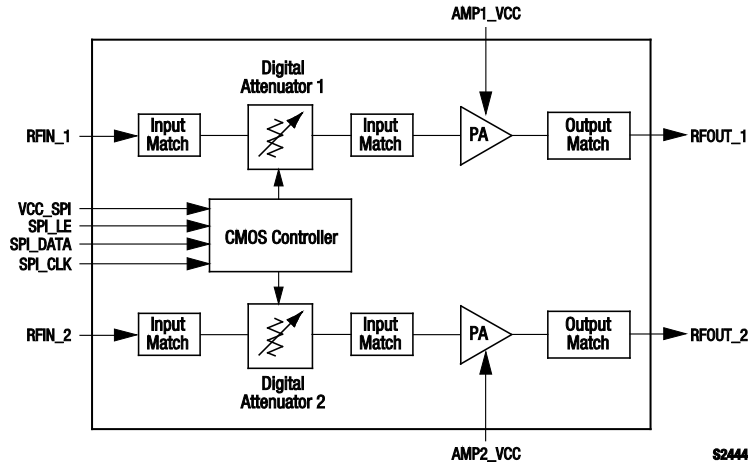 AMP1_VCC
Digital
Attenuator 1
RFIN_1
Input
Match
Input
Match
PA
Output
Match
RFOUT_1
VCC_SPI
SPI_LE
SPI_DATA
SPI_CLK
CMOS Controller
RFIN_2
Input
Match
Input
Match
PA
Output
Match
RFOUT_2
Digital
Attenuator 2
AMP2_VCC
S2444